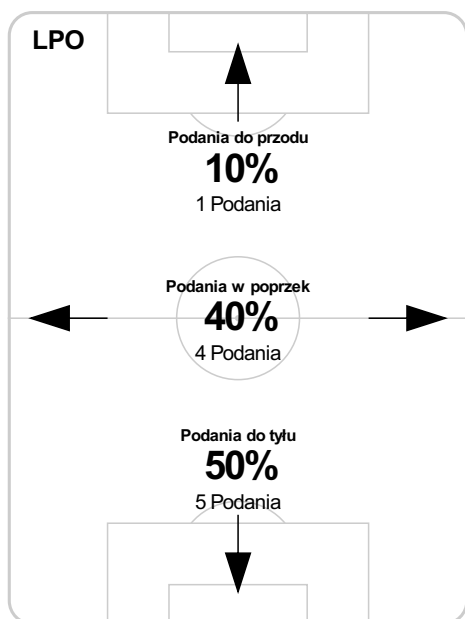 LPO
Podania do przodu
10%
1 Podania
Podania w poprzek
40%
4 Podania
Podania do tyłu
50%
5 Podania